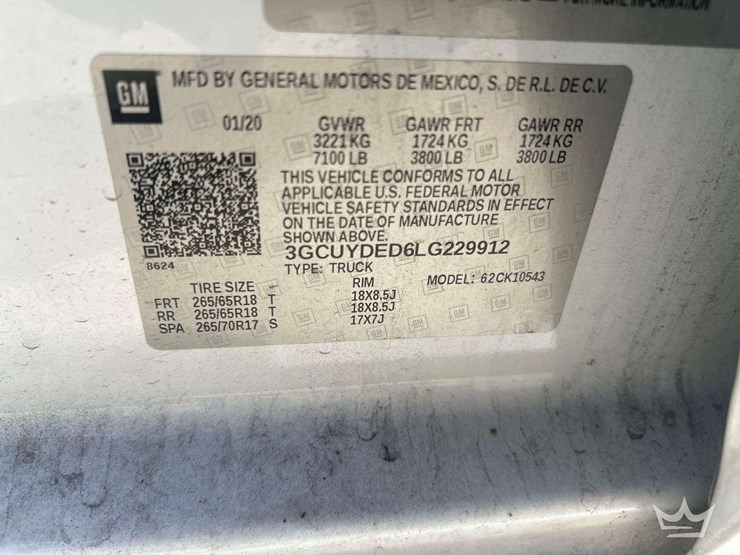 FOR MORE INFORMATION
GM
MFD BY GENERAL MOTORS DE MEXICO, S. DE R.L. DE C.V.
01/20 GVWR GAWR FRT GAWR RR
3221 KG 1724 KG 1724 KG
7100 LB 3800 LB 3800 LB
THIS VEHICLE CONFORMS TO ALL
APPLICABLE U.S. FEDERAL MOTOR
VEHICLE SAFETY STANDARDS IN EFFECT
ON THE DATE OF MANUFACTURE
SHOWN ABOVE.
8624 3GCUYDED6LG229912
TYPE: TRUCK MODEL: 62CK10543
TIRE SIZE RIM
FRT 265/65R18 T 18X8.5J
RR 265/65R18 T 18X8.5J
SPA 265/70R17 S 17X7J